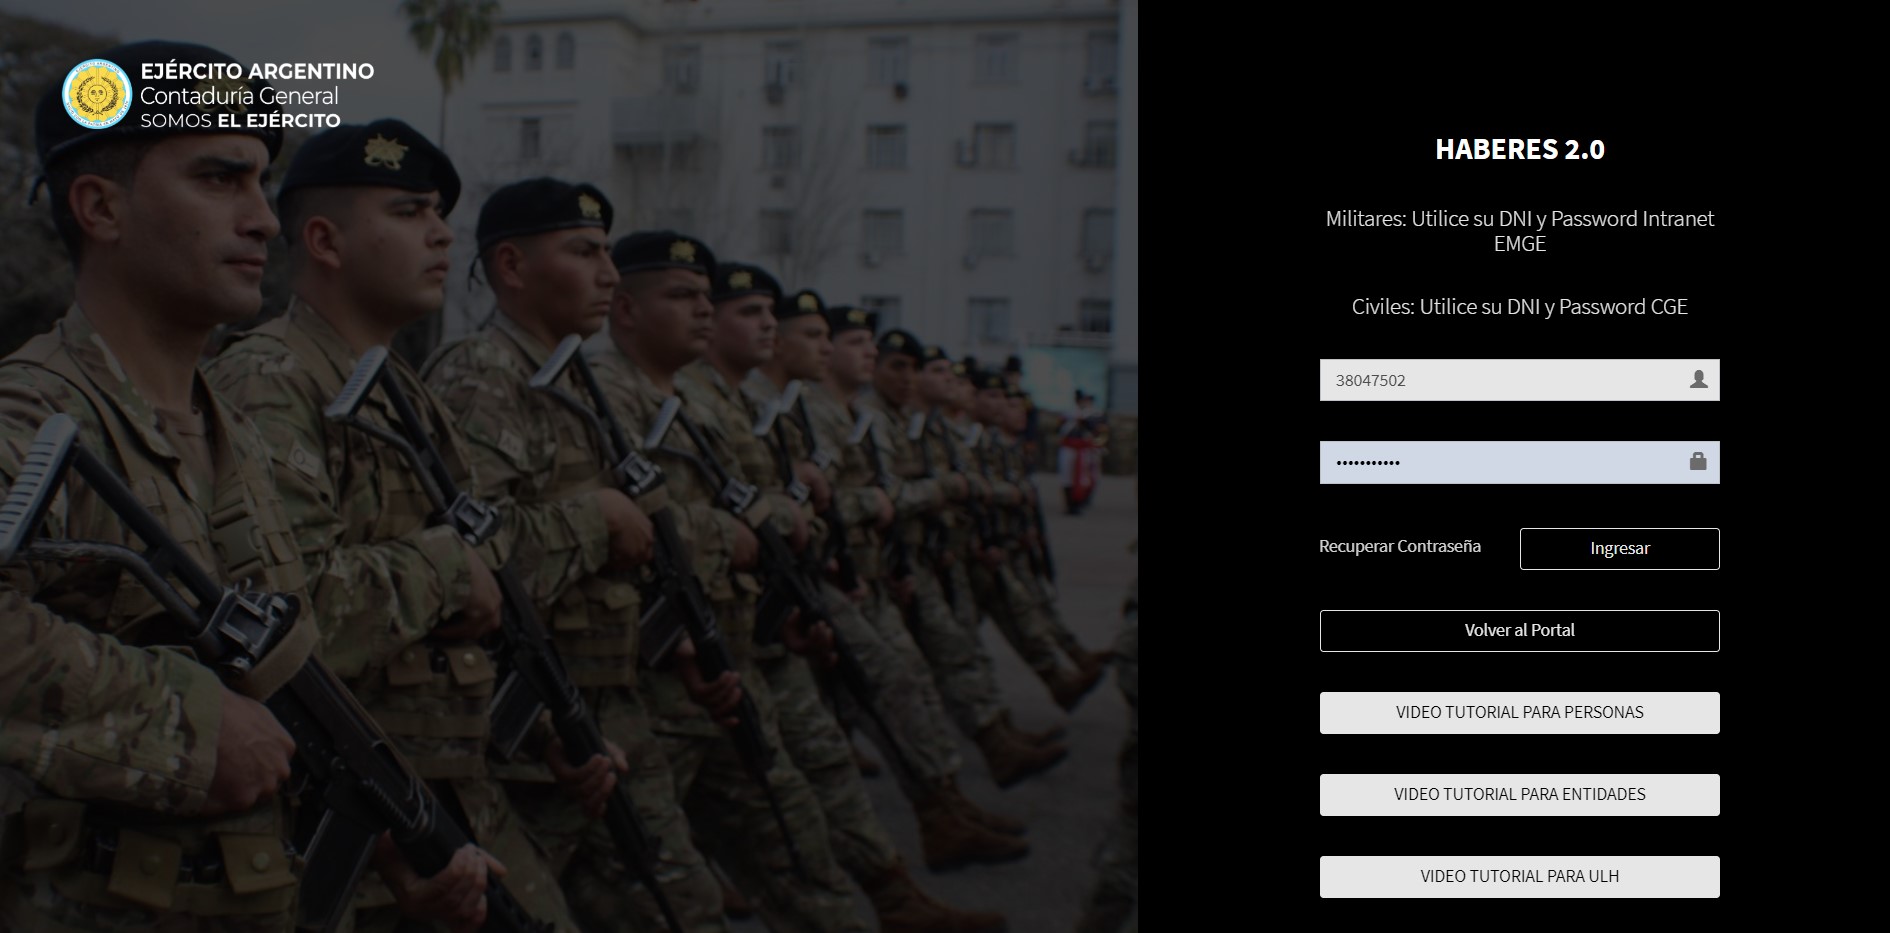 EJÉRCITO ARGENTINO
Contaduría General
SOMOS EL EJÉRCITO
HABERES 2.0
Militares: Utilice su DNI y Password Intranet
EMGE
Civiles: Utilice su DNI y Password CGE
38047502
•••••••••••
Recuperar Contraseña
Ingresar
Volver al Portal
VIDEO TUTORIAL PARA PERSONAS
VIDEO TUTORIAL PARA ENTIDADES
VIDEO TUTORIAL PARA ULH